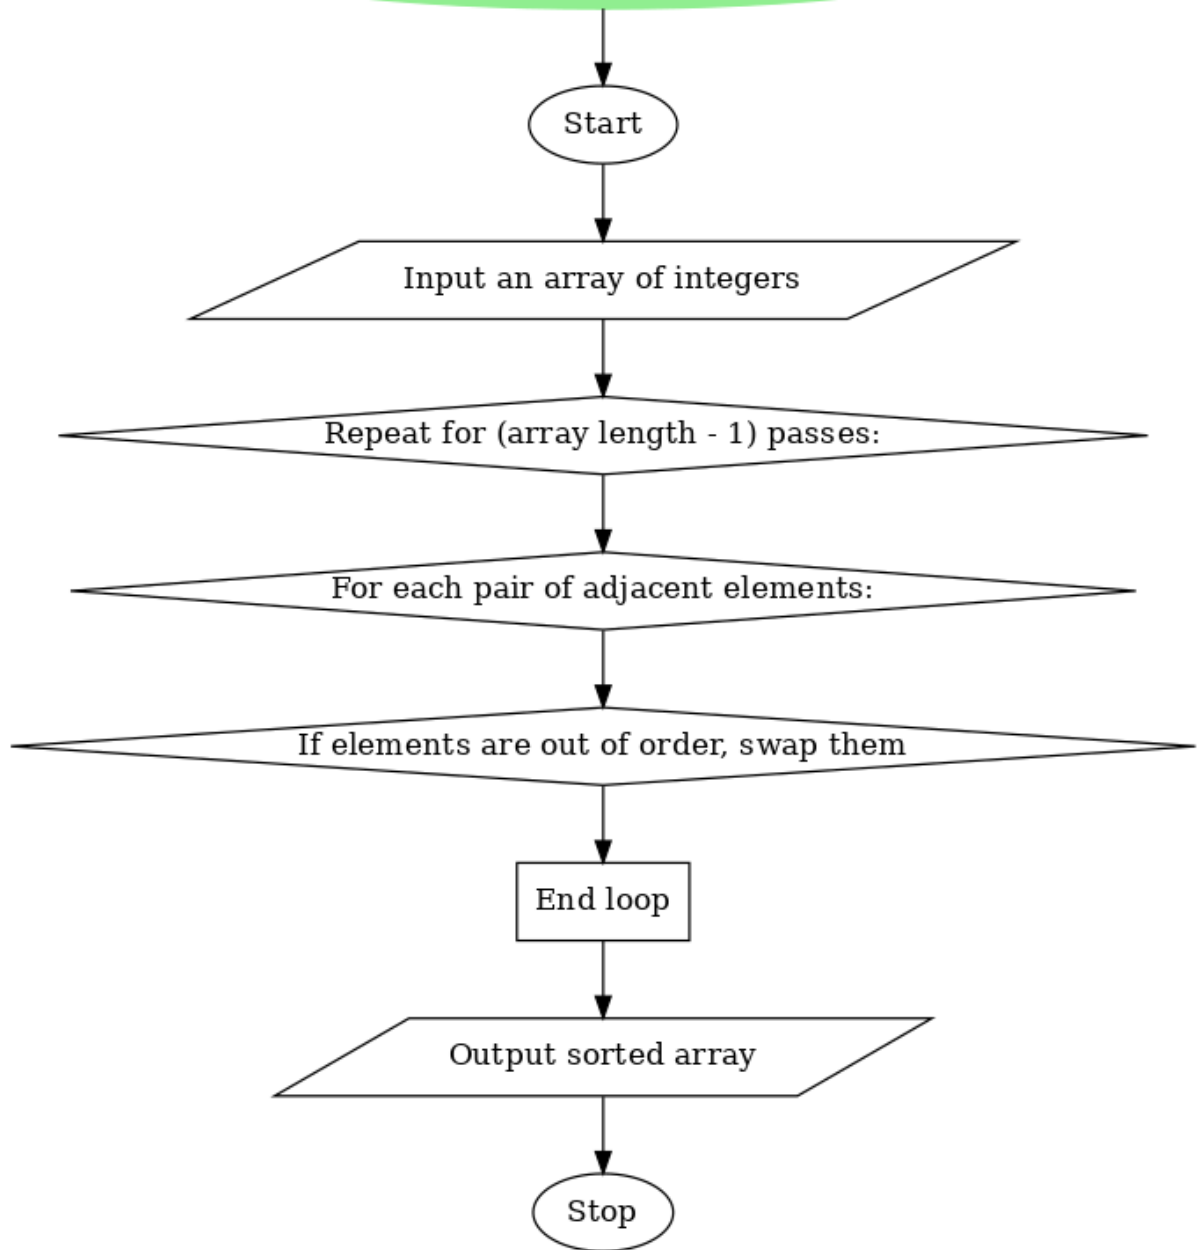 Start
Input an array of integers
Repeat for (array length - 1) passes:
For each pair of adjacent elements:
If elements are out of order, swap them
End loop
Output sorted array
Stop